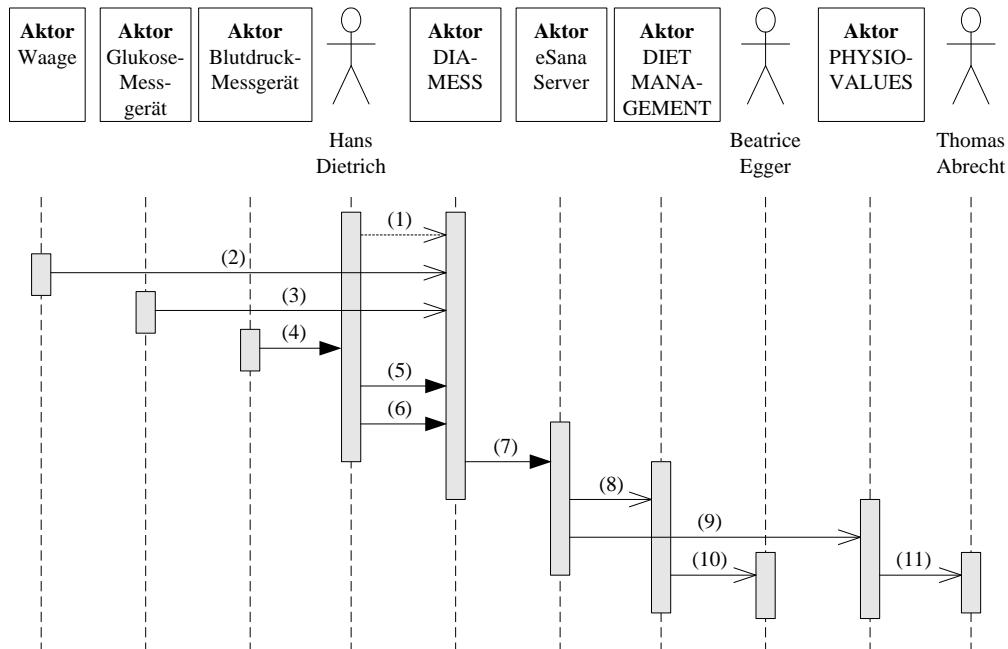 Aktor
Waage
Aktor
Glukose-
Mess-
gerät
Aktor
Blutdruck-
Messgerät
Hans
Dietrich
Aktor
DIA-
MESS
Aktor
eSana
Server
Aktor
DIET
MANA-
GEMENT
Beatrice
Egger
Aktor
PHYSIO-
VALUES
Thomas
Abrecht
(1)
(2)
(3)
(4)
(5)
(6)
(7)
(8)
(9)
(10)
(11)